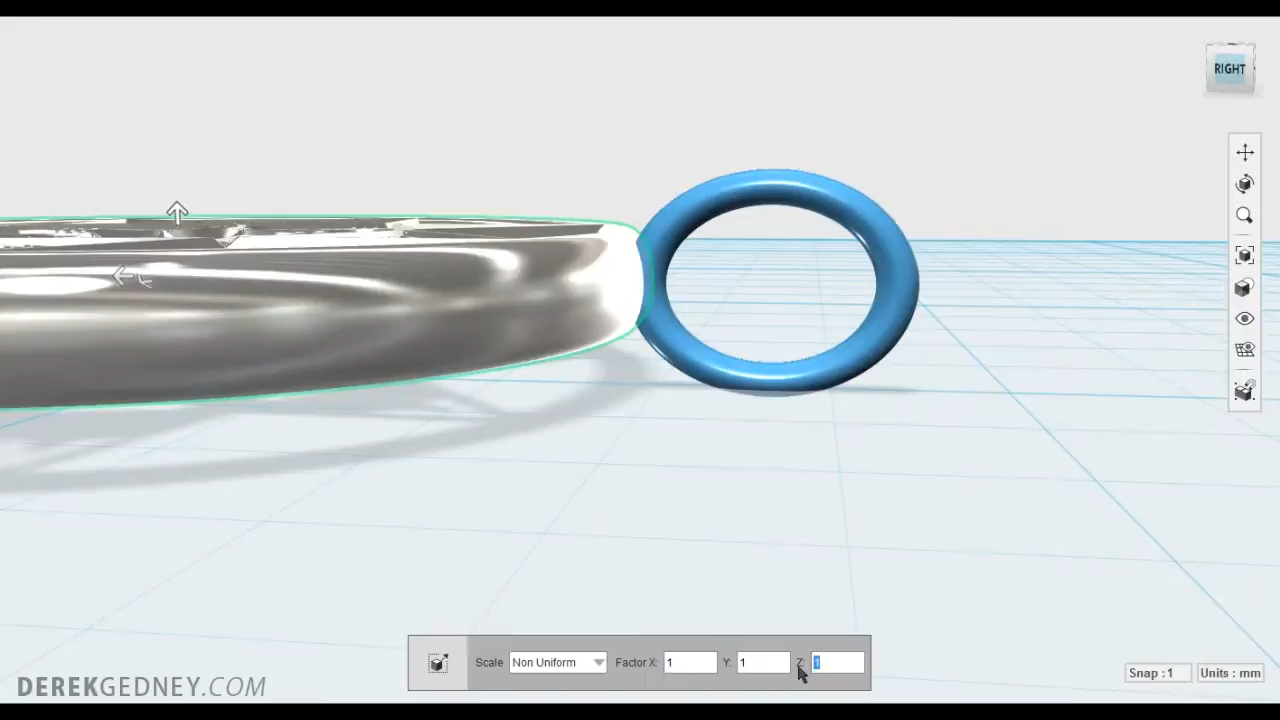 RIGHT
Scale Non Uniform Factor X: 1 Y: 1 Z: 1
Snap : 1 Units : mm
DEREKGEDNEY.COM